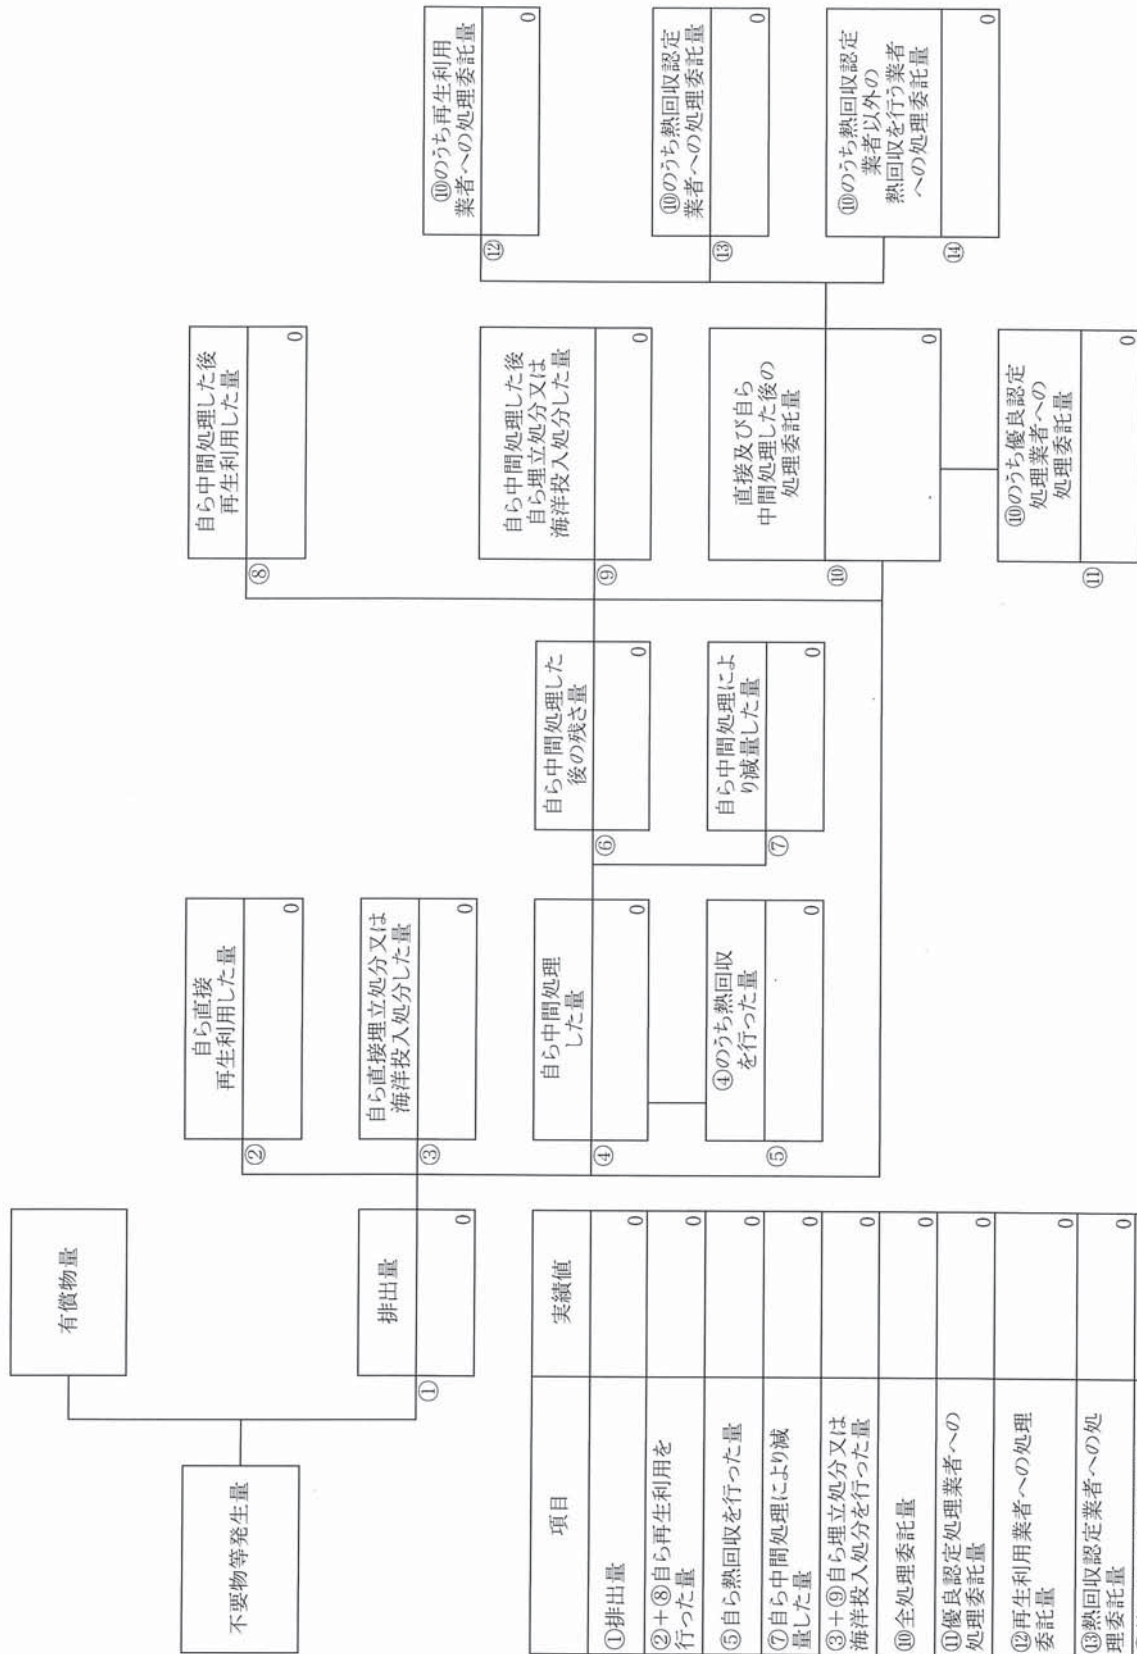 不要物等発生量
有償物量
①
排出量
0
②
自ら直接
再生利用した量
0
③
自ら直接埋立処分又は
海洋投入処分した量
0
④
自ら中間処理
した量
0
⑤
④のうち熱回収
を行った量
0
⑥
自ら中間処理した
後の残さ量
0
⑦
自ら中間処理によ
り減量した量
0
⑧
自ら中間処理した後
再生利用した量
0
⑨
自ら中間処理した後
自ら埋立処分又は
海洋投入処分した量
0
⑩
直接及び自ら
中間処理した後の
処理委託量
0
⑪
⑩のうち優良認定
処理業者への
処理委託量
0
⑫
⑩のうち再生利用
業者への処理委託量
0
⑬
⑩のうち熱回収認定
業者への処理委託量
0
⑭
⑩のうち熱回収認定
業者以外の
熱回収を行う業者
への処理委託量
0
項目 実績値
①排出量 0
②+⑧自ら再生利用を
行った量 0
⑤自ら熱回収を行った量 0
⑦自ら中間処理により減
量した量 0
③+⑨自ら埋立処分又は
海洋投入処分を行った量 0
⑩全処理委託量 0
⑪優良認定処理業者への
処理委託量 0
⑫再生利用業者への処理
委託量 0
⑬熱回収認定業者への処
理委託量 0